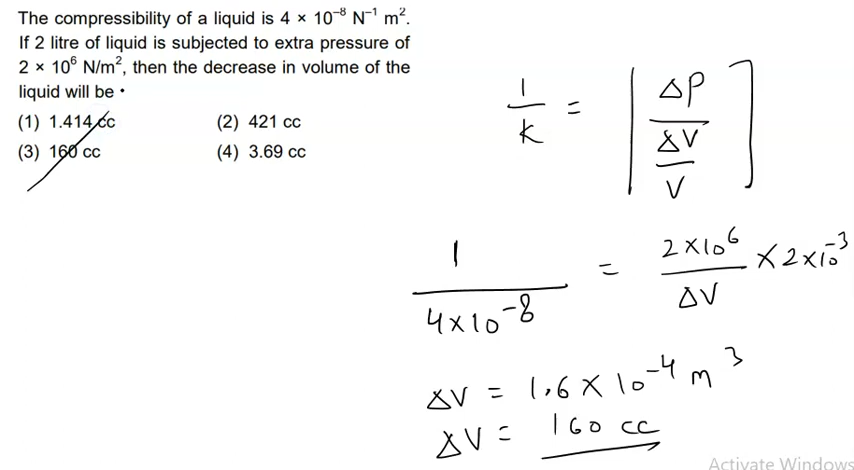 The compressibility of a liquid is 4 × 10⁻⁸ N⁻¹ m².
If 2 litre of liquid is subjected to extra pressure of
2 × 10⁶ N/m², then the decrease in volume of the
liquid will be
(1) 1.414 cc (2) 421 cc
(3) 160 cc (4) 3.69 cc
1/k = | ΔP / (ΔV/V) ]
1 / (4×10⁻⁸) = (2×10⁶ / ΔV) × 2×10⁻³
ΔV = 1.6 × 10⁻⁴ m³
ΔV = 160 cc
Activate Windows